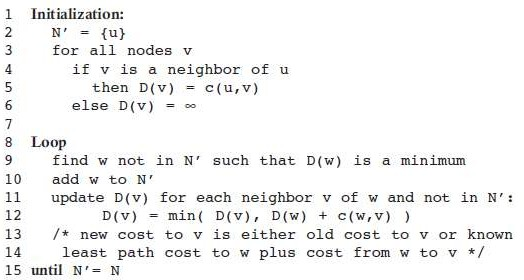 1 Initialization:
2 N' = {u}
3 for all nodes v
4 if v is a neighbor of u
5 then D(v) = c(u,v)
6 else D(v) = ∞
7
8 Loop
9 find w not in N' such that D(w) is a minimum
10 add w to N'
11 update D(v) for each neighbor v of w and not in N':
12 D(v) = min( D(v), D(w) + c(w,v) )
13 /* new cost to v is either old cost to v or known
14 least path cost to w plus cost from w to v */
15 until N'= N